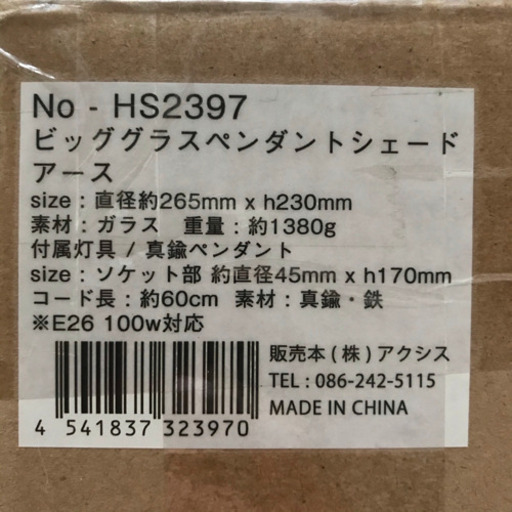 No - HS2397
ビッググラスペンダントシェード
アース
size : 直径約265mm x h230mm
素材 : ガラス 重量 : 約1380g
付属灯具 / 真鍮ペンダント
size : ソケット部 約直径45mm x h170mm
コード長 : 約60cm 素材 : 真鍮・鉄
※E26 100w対応
販売本 ( 株 ) アクシス
TEL : 086-242-5115
MADE IN CHINA
4 541837 323970